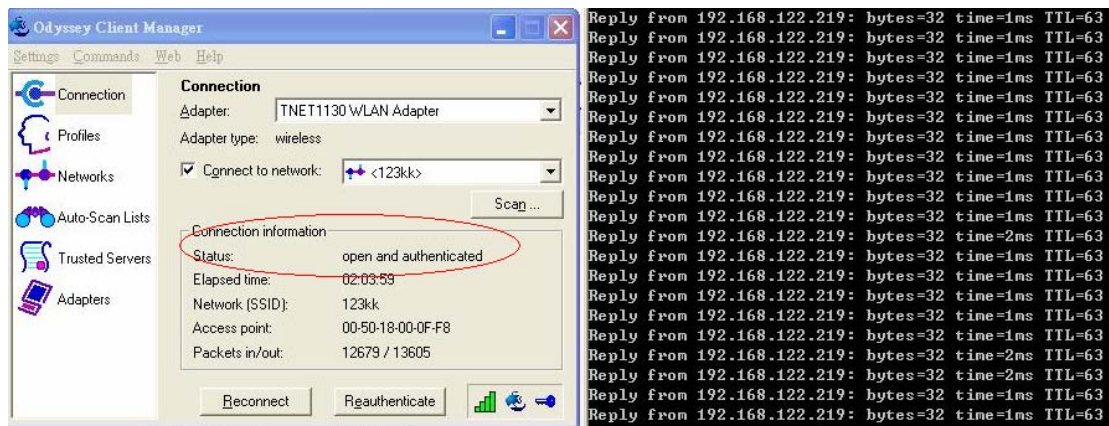 Odyssey Client Manager
Settings Commands Web Help
Connection
Profiles
Networks
Auto-Scan Lists
Trusted Servers
Adapters
Connection
Adapter: TNET1130 WLAN Adapter
Adapter type: wireless
Connect to network: <123kk>
Scan ...
Connection information
Status: open and authenticated
Elapsed time: 02:03:59
Network (SSID): 123kk
Access point: 00-50-18-00-0F-F8
Packets in/out: 12679 / 13605
Reconnect Reauthenticate
Reply from 192.168.122.219: bytes=32 time=1ms TTL=63
Reply from 192.168.122.219: bytes=32 time=1ms TTL=63
Reply from 192.168.122.219: bytes=32 time=1ms TTL=63
Reply from 192.168.122.219: bytes=32 time=1ms TTL=63
Reply from 192.168.122.219: bytes=32 time=1ms TTL=63
Reply from 192.168.122.219: bytes=32 time=1ms TTL=63
Reply from 192.168.122.219: bytes=32 time=1ms TTL=63
Reply from 192.168.122.219: bytes=32 time=1ms TTL=63
Reply from 192.168.122.219: bytes=32 time=1ms TTL=63
Reply from 192.168.122.219: bytes=32 time=1ms TTL=63
Reply from 192.168.122.219: bytes=32 time=1ms TTL=63
Reply from 192.168.122.219: bytes=32 time=2ms TTL=63
Reply from 192.168.122.219: bytes=32 time=1ms TTL=63
Reply from 192.168.122.219: bytes=32 time=1ms TTL=63
Reply from 192.168.122.219: bytes=32 time=1ms TTL=63
Reply from 192.168.122.219: bytes=32 time=1ms TTL=63
Reply from 192.168.122.219: bytes=32 time=1ms TTL=63
Reply from 192.168.122.219: bytes=32 time=2ms TTL=63
Reply from 192.168.122.219: bytes=32 time=2ms TTL=63
Reply from 192.168.122.219: bytes=32 time=1ms TTL=63
Reply from 192.168.122.219: bytes=32 time=1ms TTL=63